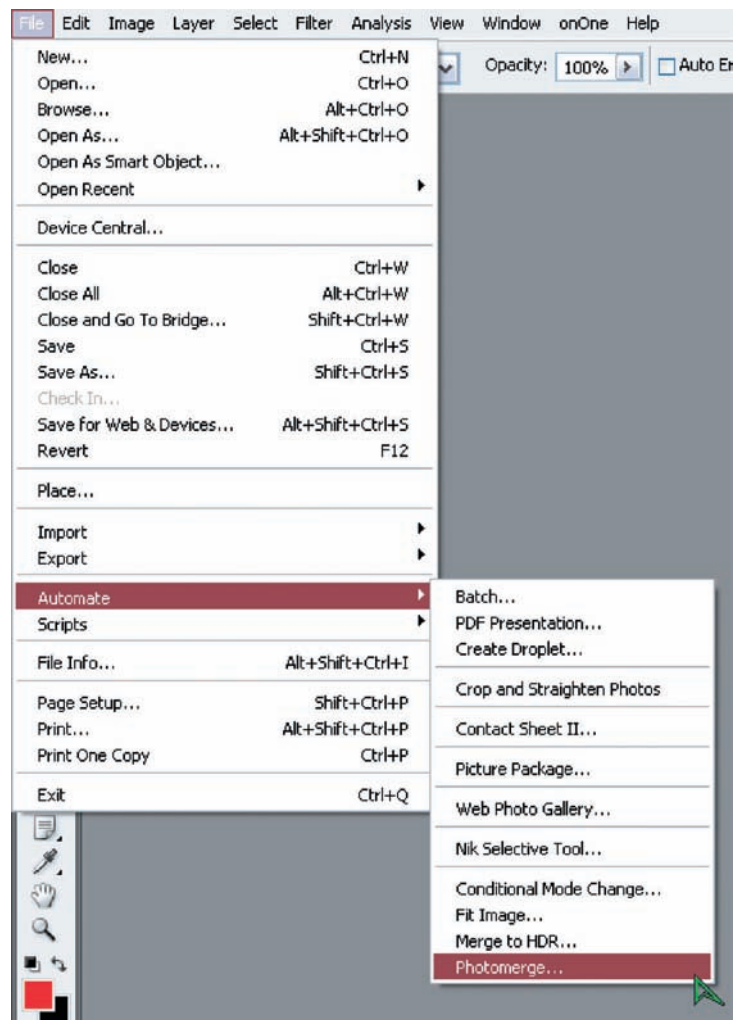 File Edit Image Layer Select Filter Analysis View Window onOne Help
Opacity: 100% Auto
New... Ctrl+N
Open... Ctrl+O
Browse... Alt+Ctrl+O
Open As... Alt+Shift+Ctrl+O
Open As Smart Object...
Open Recent
Device Central...
Close Ctrl+W
Close All Alt+Ctrl+W
Close and Go To Bridge... Shift+Ctrl+W
Save Ctrl+S
Save As... Shift+Ctrl+S
Check In...
Save for Web & Devices... Alt+Shift+Ctrl+S
Revert F12
Place...
Import
Export
Automate
Scripts
File Info... Alt+Shift+Ctrl+I
Page Setup... Shift+Ctrl+P
Print... Alt+Shift+Ctrl+P
Print One Copy Ctrl+P
Exit Ctrl+Q
Batch...
PDF Presentation...
Create Droplet...
Crop and Straighten Photos
Contact Sheet II...
Picture Package...
Web Photo Gallery...
Nik Selective Tool...
Conditional Mode Change...
Fit Image...
Merge to HDR...
Photomerge...